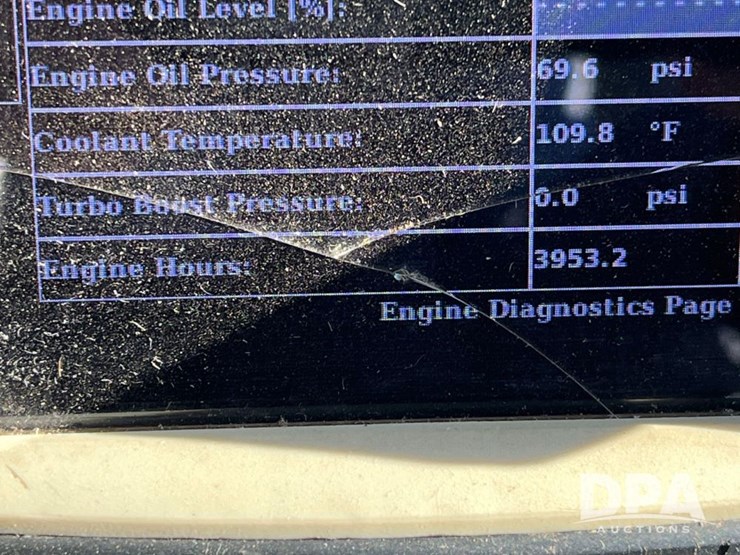 Engine Oil Level [%]: --------
Engine Oil Pressure: 69.6 psi
Coolant Temperature: 109.8 °F
Turbo Boost Pressure: 0.0 psi
Engine Hours: 3953.2
Engine Diagnostics Page
DPA
AUCTIONS